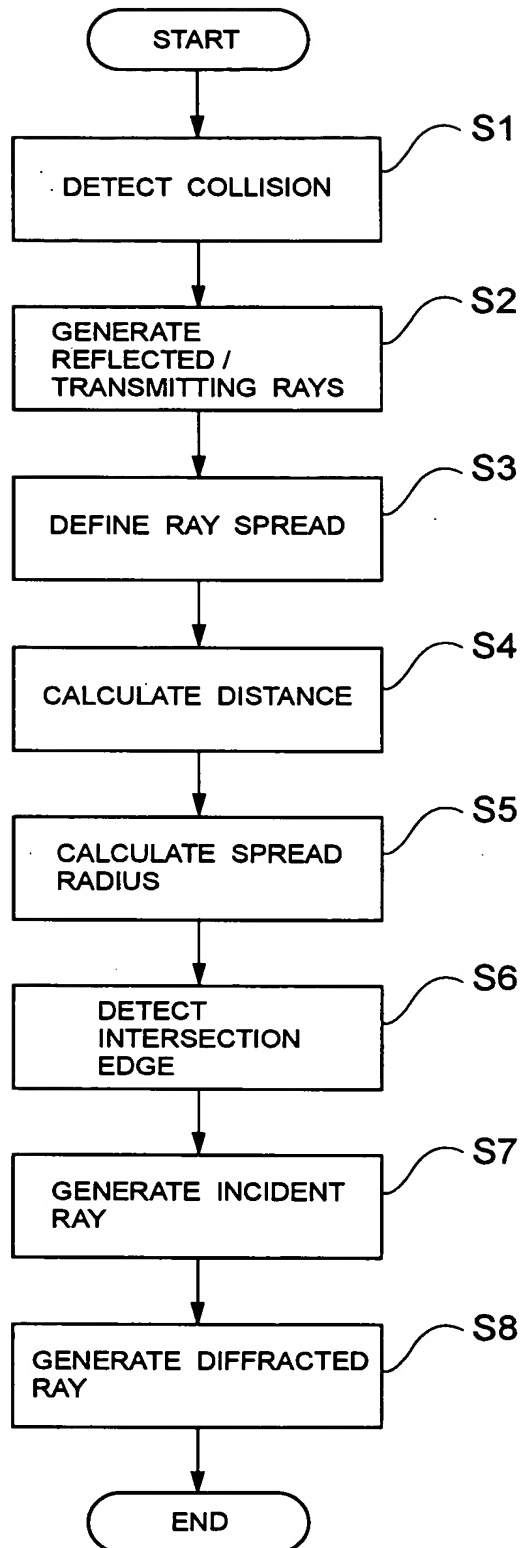 START
S1
DETECT COLLISION
S2
GENERATE
REFLECTED /
TRANSMITTING RAYS
S3
DEFINE RAY SPREAD
S4
CALCULATE DISTANCE
S5
CALCULATE SPREAD
RADIUS
S6
DETECT
INTERSECTION
EDGE
S7
GENERATE INCIDENT
RAY
S8
GENERATE DIFFRACTED
RAY
END